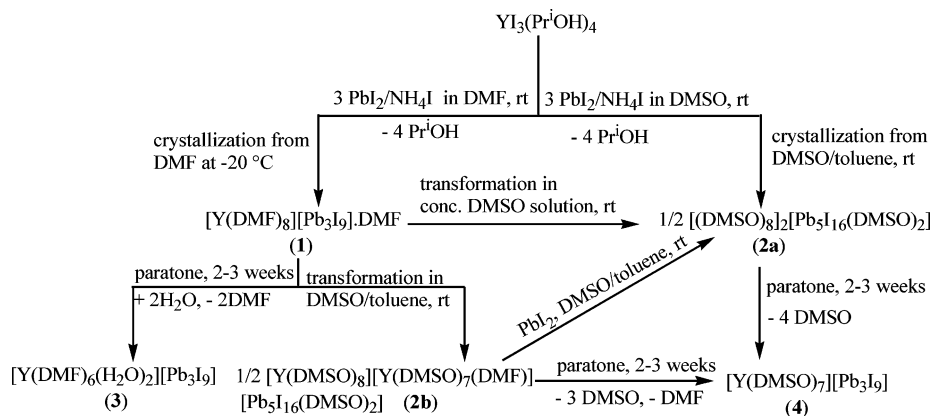 YI₃(PrⁱOH)₄
3 PbI₂/NH₄I in DMF, rt
3 PbI₂/NH₄I in DMSO, rt
- 4 PrⁱOH
- 4 PrⁱOH
crystallization from
DMF at -20 °C
crystallization from
DMSO/toluene, rt
transformation in
conc. DMSO solution, rt
[Y(DMF)₈][Pb₃I₉].DMF
(1)
1/2 [(DMSO)₈]₂[Pb₅I₁₆(DMSO)₂]
(2a)
paratone, 2-3 weeks
+ 2H₂O, - 2DMF
transformation in
DMSO/toluene, rt
PbI₂, DMSO/toluene, rt
paratone, 2-3 weeks
- 4 DMSO
[Y(DMF)₆(H₂O)₂][Pb₃I₉]
(3)
1/2 [Y(DMSO)₈][Y(DMSO)₇(DMF)]
[Pb₅I₁₆(DMSO)₂]
(2b)
paratone, 2-3 weeks
- 3 DMSO, - DMF
[Y(DMSO)₇][Pb₃I₉]
(4)